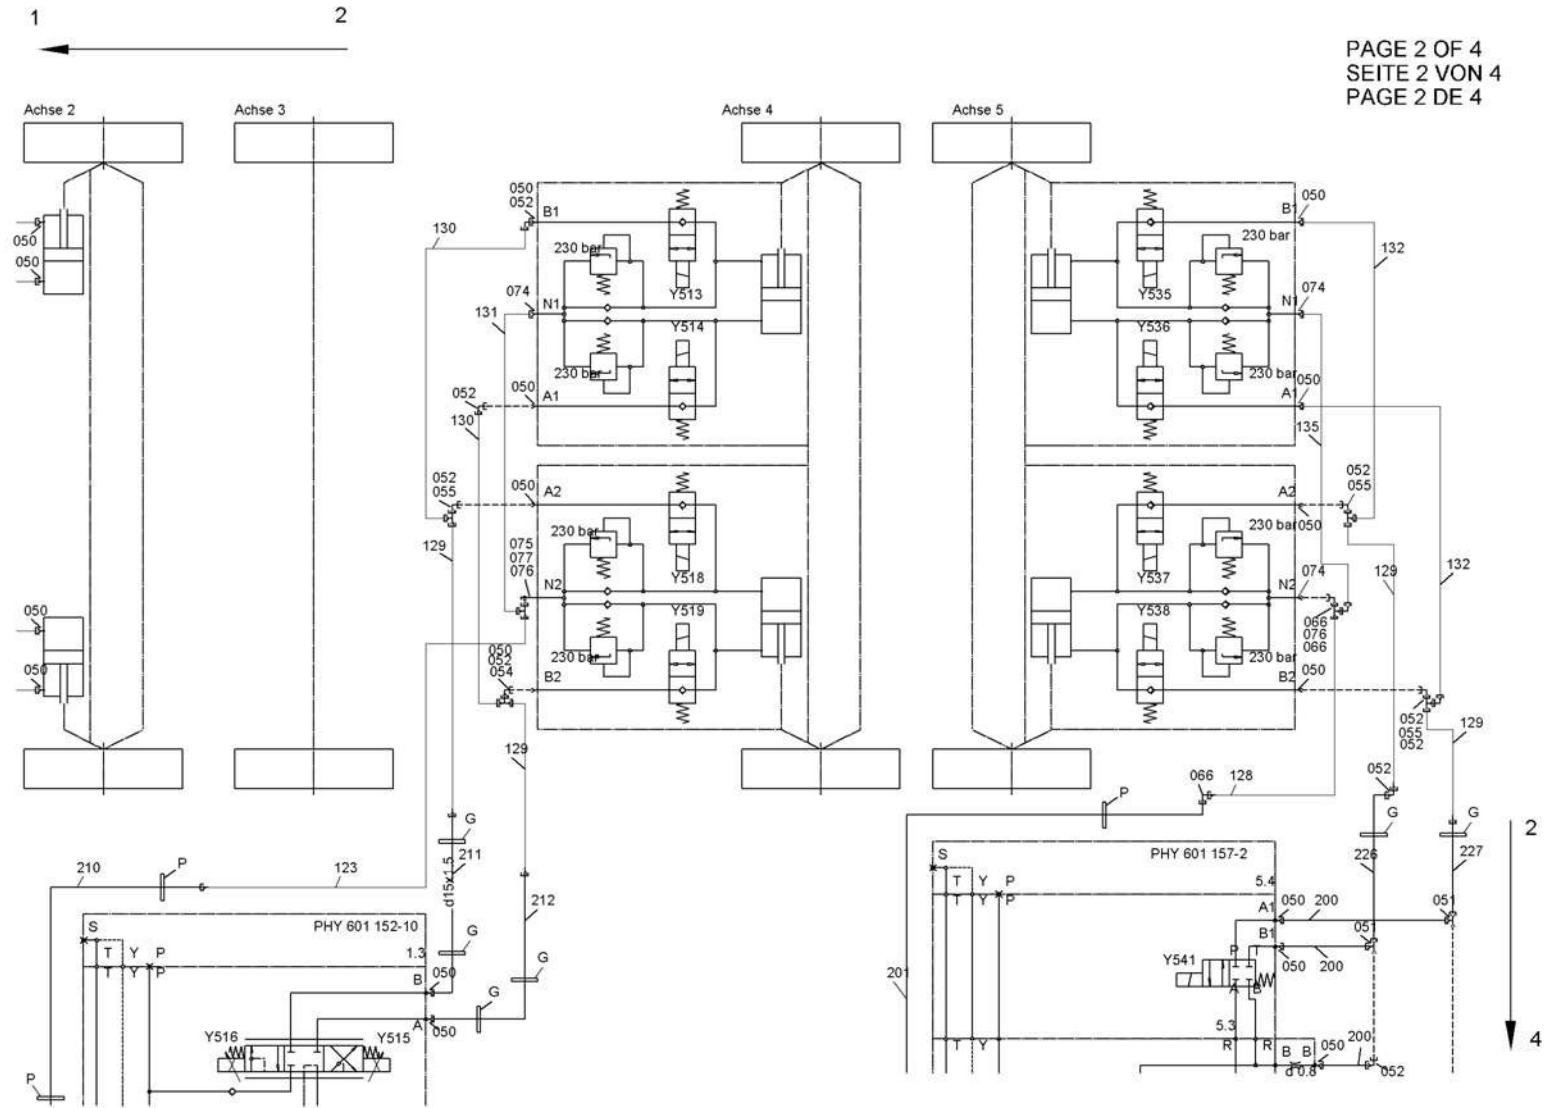 1
2
PAGE 2 OF 4
SEITE 2 VON 4
PAGE 2 DE 4
Achse 2
Achse 3
Achse 4
Achse 5
050
050
050
052
B1
130
230 bar
Y513
074
N1
131
Y514
230 bar
052
050
A1
130
B1
050
230 bar
132
Y535
N1
074
Y536
230 bar
050
A1
135
052
055
050
A2
230 bar
129
075
077
076
Y518
N2
Y519
230 bar
050
052
054
B2
129
050
050
A2
052
055
230 bar
050
Y537
N2
074
129
132
Y538
066
076
066
230 bar
B2
050
052
055
052
129
052
066
128
P
G
G
G
211
d15x1.5
212
G
G
G
210
P
123
PHY 601 152-10
S
T
Y
P
T
Y
P
1.3
B
050
A
050
Y516
Y515
P
226
227
PHY 601 157-2
S
T
Y
P
T
Y
P
5.4
A1
050
200
051
B1
051
050
200
Y541
P
T
A
B
201
5.3
T
Y
R
R
B
B
050
200
d 0.8
052
2
4